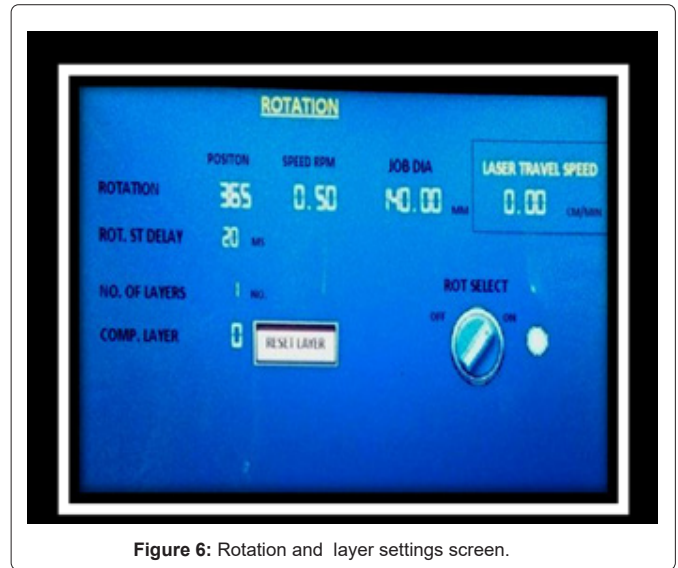 ROTATION
POSITON SPEED RPM JOB DIA LASER TRAVEL SPEED
ROTATION 365 0.50 140.00 MM 0.00 CM/MIN
ROT. ST DELAY 20 MS
NO. OF LAYERS 1 NO.
ROT SELECT
OFF ON
COMP. LAYER 0 RESET LAYER
Figure 6: Rotation and layer settings screen.